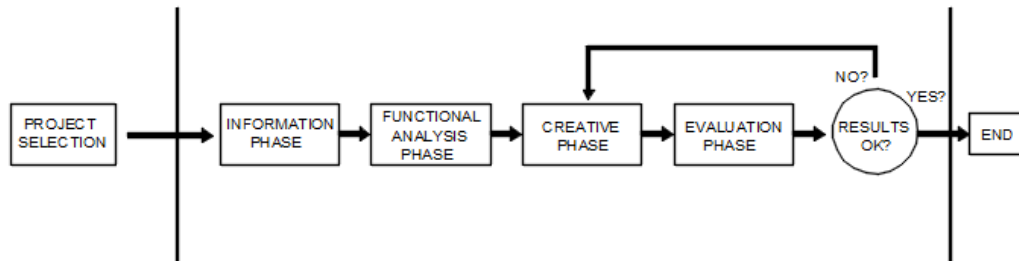 NO?
YES?
PROJECT
SELECTION
INFORMATION
PHASE
FUNCTIONAL
ANALYSIS
PHASE
CREATIVE
PHASE
EVALUATION
PHASE
RESULTS
OK?
END